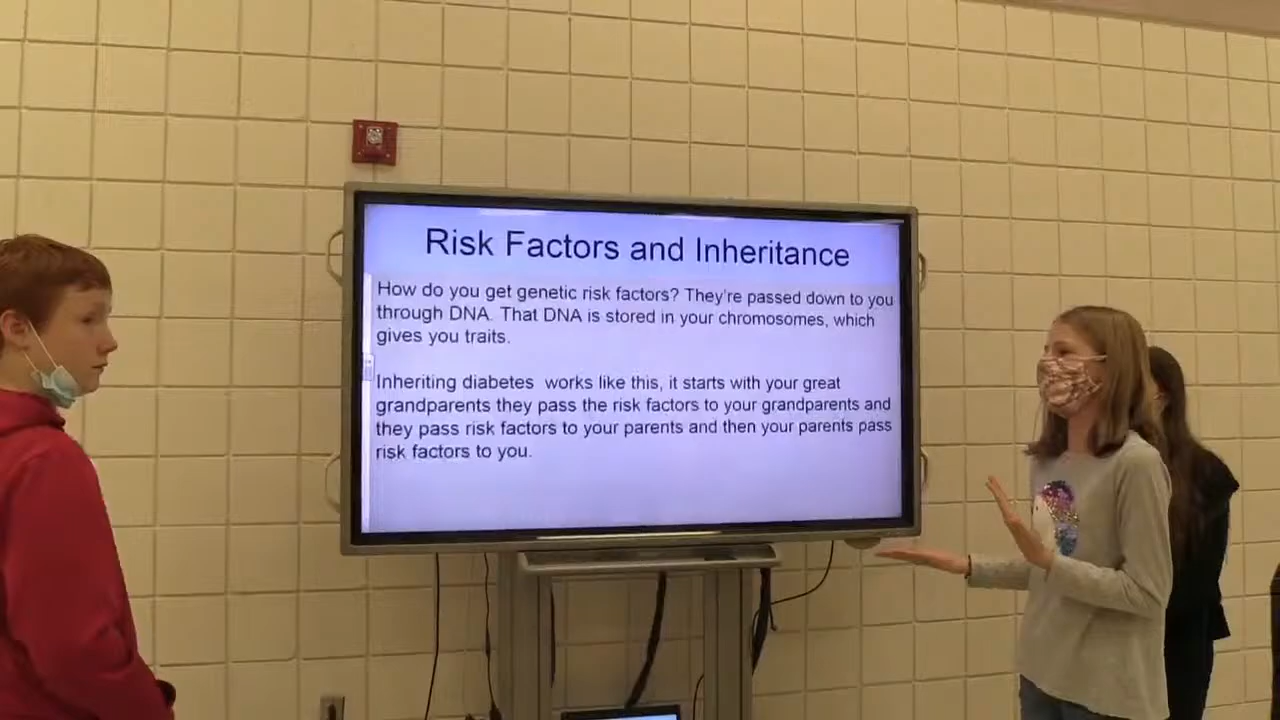 Risk Factors and Inheritance
How do you get genetic risk factors? They're passed down to you
through DNA. That DNA is stored in your chromosomes, which
gives you traits.
Inheriting diabetes works like this, it starts with your great
grandparents they pass the risk factors to your grandparents and
they pass risk factors to your parents and then your parents pass
risk factors to you.